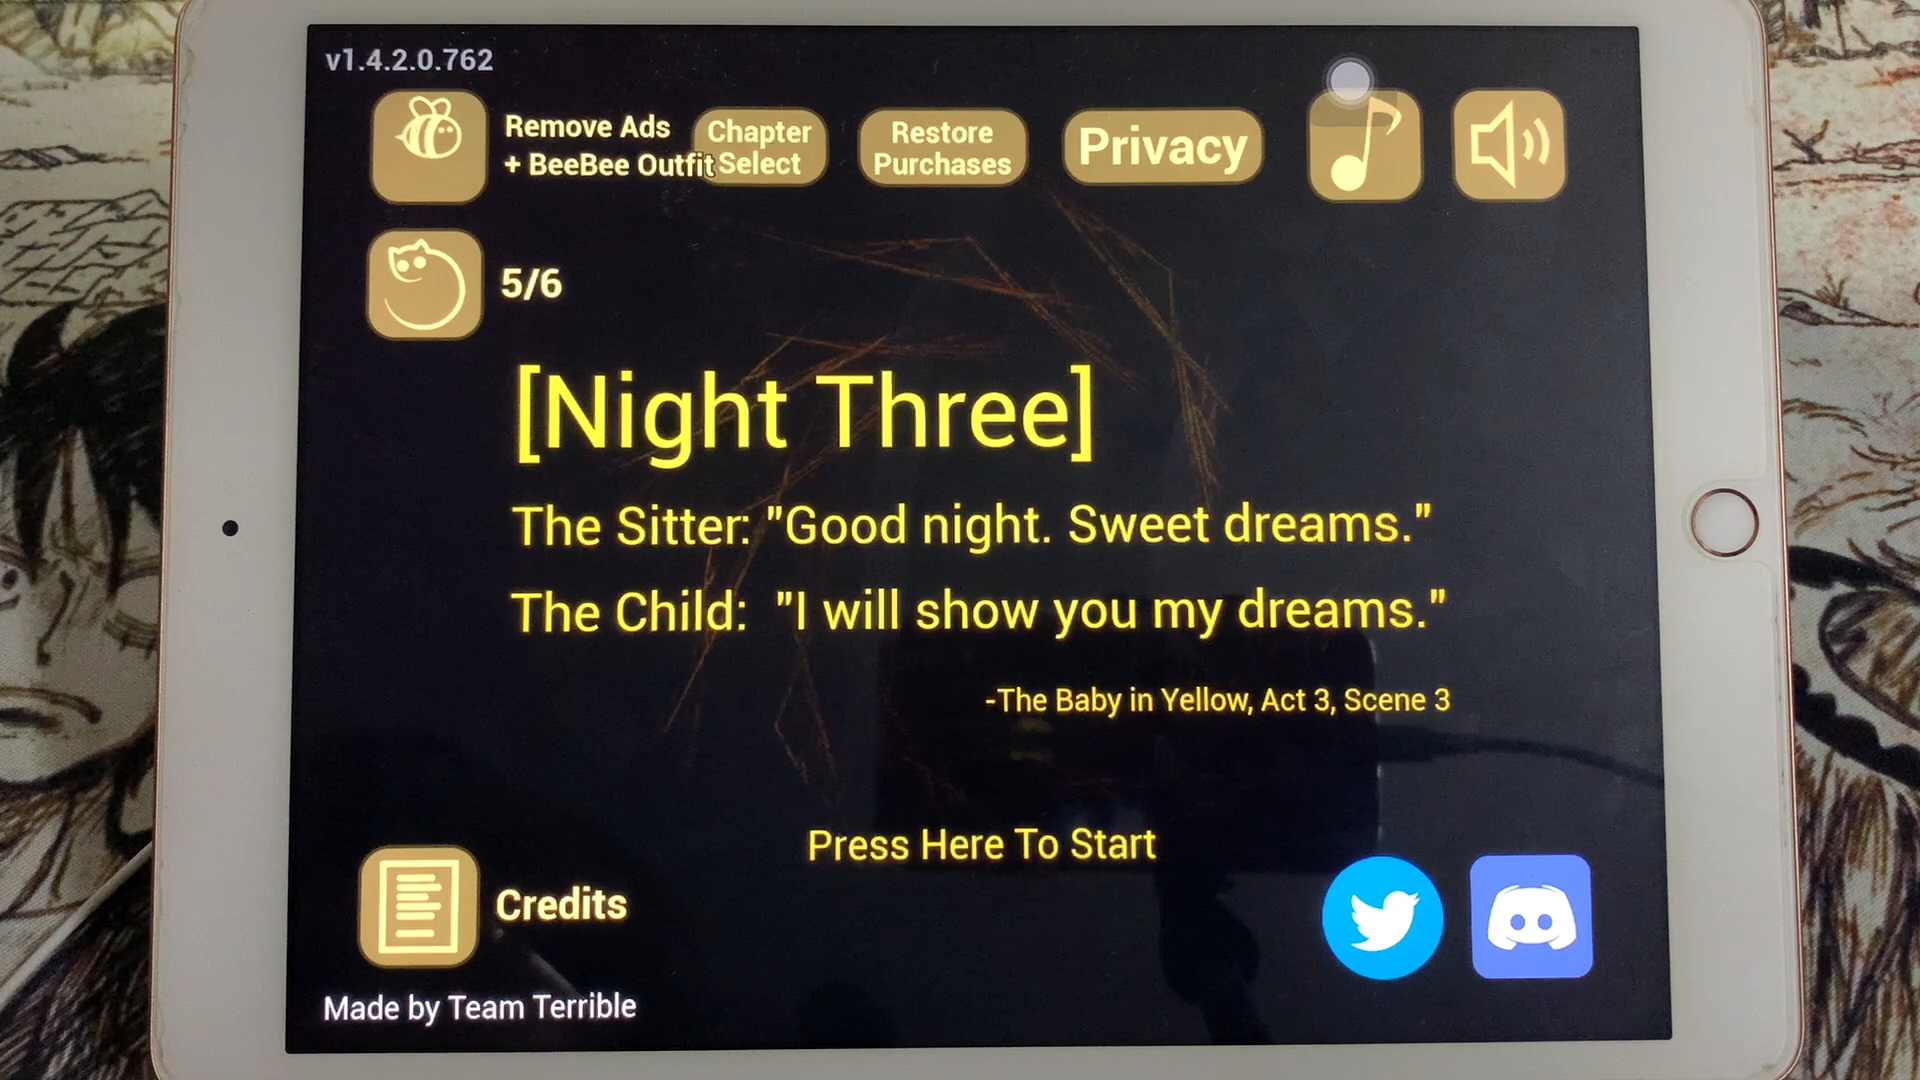 v1.4.2.0.762
Remove Ads
+ BeeBee Outfit
Chapter
Select
Restore
Purchases
Privacy
5/6
[Night Three]
The Sitter: "Good night. Sweet dreams."
The Child: "I will show you my dreams."
-The Baby in Yellow, Act 3, Scene 3
Press Here To Start
Credits
Made by Team Terrible